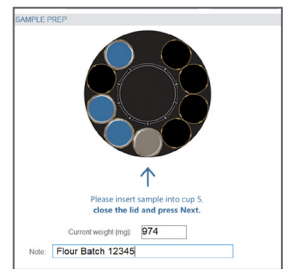 SAMPLE PREP
Please insert sample into cup 5,
close the lid and press Next.
Current weight (mg): 974
Note: Flour Batch 12345